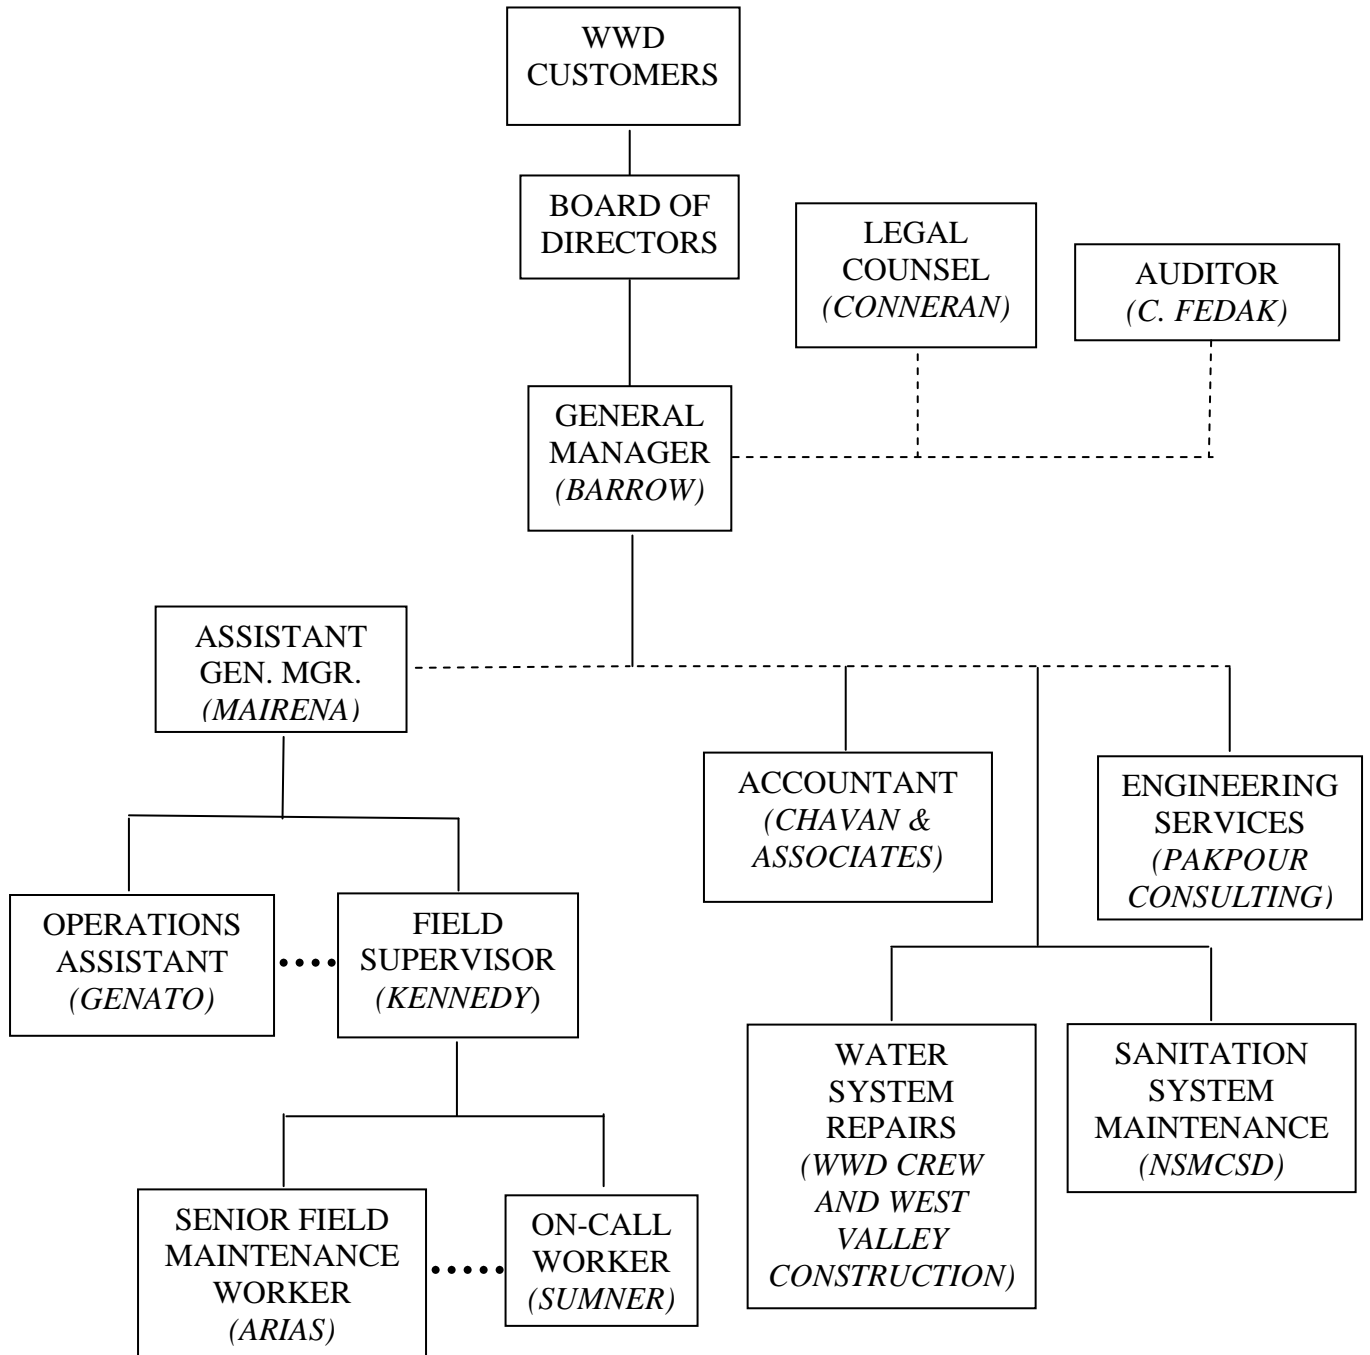 WWD
CUSTOMERS
BOARD OF
DIRECTORS
LEGAL
COUNSEL
(CONNERAN)
AUDITOR
(C. FEDAK)
GENERAL
MANAGER
(BARROW)
ASSISTANT
GEN. MGR.
(MAIRENA)
ACCOUNTANT
(CHAVAN &
ASSOCIATES)
ENGINEERING
SERVICES
(PAKPOUR
CONSULTING)
OPERATIONS
ASSISTANT
(GENATO)
FIELD
SUPERVISOR
(KENNEDY)
WATER
SYSTEM
REPAIRS
(WWD CREW
AND WEST
VALLEY
CONSTRUCTION)
SANITATION
SYSTEM
MAINTENANCE
(NSMCSD)
SENIOR FIELD
MAINTENANCE
WORKER
(ARIAS)
ON-CALL
WORKER
(SUMNER)